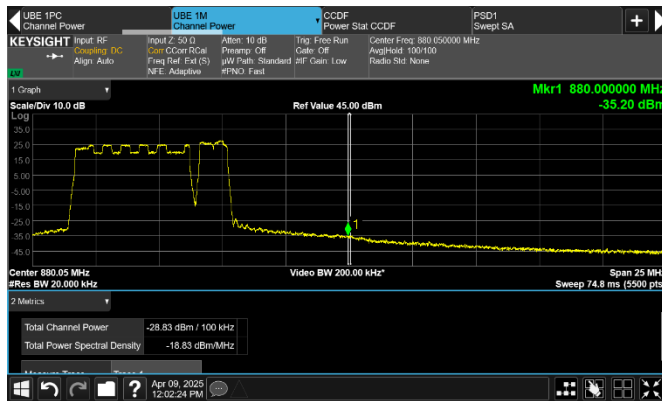 UBE 1PC
Channel Power
UBE 1M
Channel Power
CCDF
Power Stat CCDF
PSD1
Swept SA
KEYSIGHT
Input: RF
Coupling: DC
Align: Auto
Input Z: 50 Ω
Corr CCorr RCal
Freq Ref: Ext (S)
NFE: Adaptive
Atten: 10 dB
Preamp: Off
µW Path: Standard
#PNO: Fast
Trig: Free Run
Gate: Off
#IF Gain: Low
Center Freq: 880.050000 MHz
Avg|Hold: 100/100
Radio Std: None
1 Graph
Mkr1 880.000000 MHz
Scale/Div 10.0 dB
Ref Value 45.00 dBm
-35.20 dBm
Log
35.0
25.0
15.0
5.00
-5.00
-15.0
-25.0
-35.0
-45.0
1
Center 880.05 MHz
Video BW 200.00 kHz*
Span 25 MH
#Res BW 20.000 kHz
Sweep 74.8 ms (5500 pts
2 Metrics
Total Channel Power -28.83 dBm / 100 kHz
Total Power Spectral Density -18.83 dBm/MHz
Apr 09, 2025
12:02:24 PM